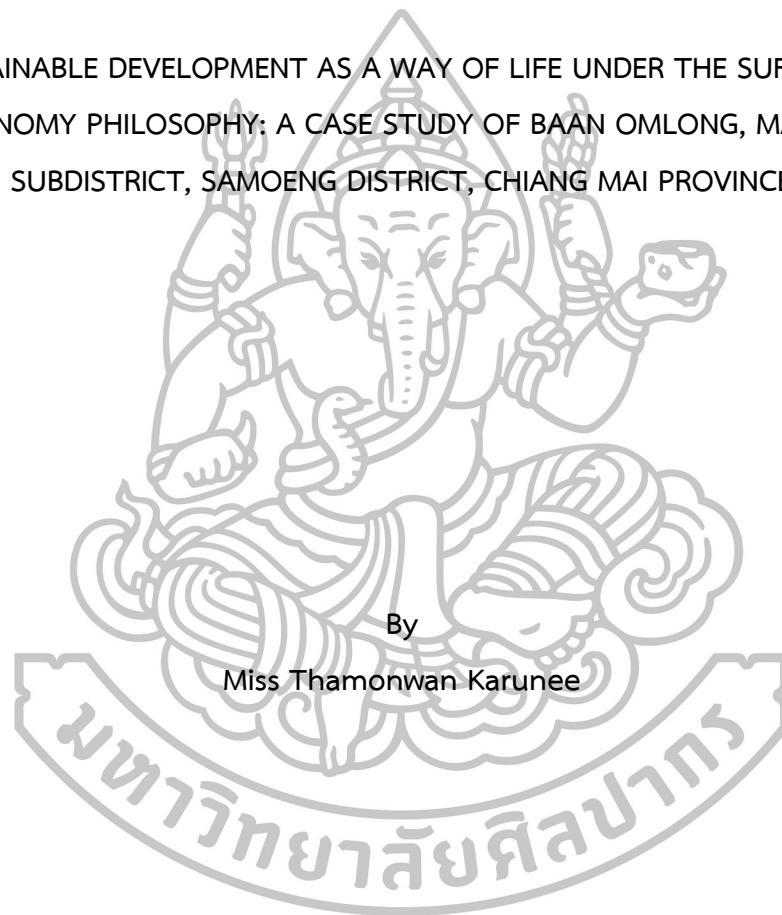 AINABLE DEVELOPMENT AS A WAY OF LIFE UNDER THE SUF
NOMY PHILOSOPHY: A CASE STUDY OF BAAN OMLONG, MA
SUBDISTRICT, SAMOENG DISTRICT, CHIANG MAI PROVINCE
By
Miss Thamonwan Karunee
มหาวิทยาลัยศิลปากร